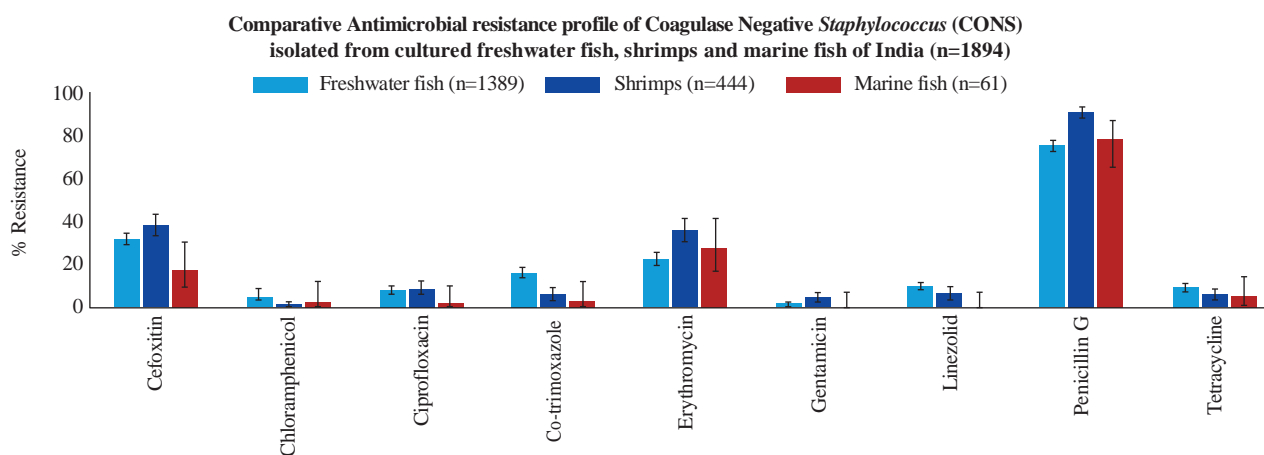 Comparative Antimicrobial resistance profile of Coagulase Negative Staphylococcus (CONS)
isolated from cultured freshwater fish, shrimps and marine fish of India (n=1894)
Freshwater fish (n=1389)
Shrimps (n=444)
Marine fish (n=61)
% Resistance
100
80
60
40
20
0
Cefoxitin
Chloramphenicol
Ciprofloxacin
Co-trimoxazole
Erythromycin
Gentamicin
Linezolid
Penicillin G
Tetracycline